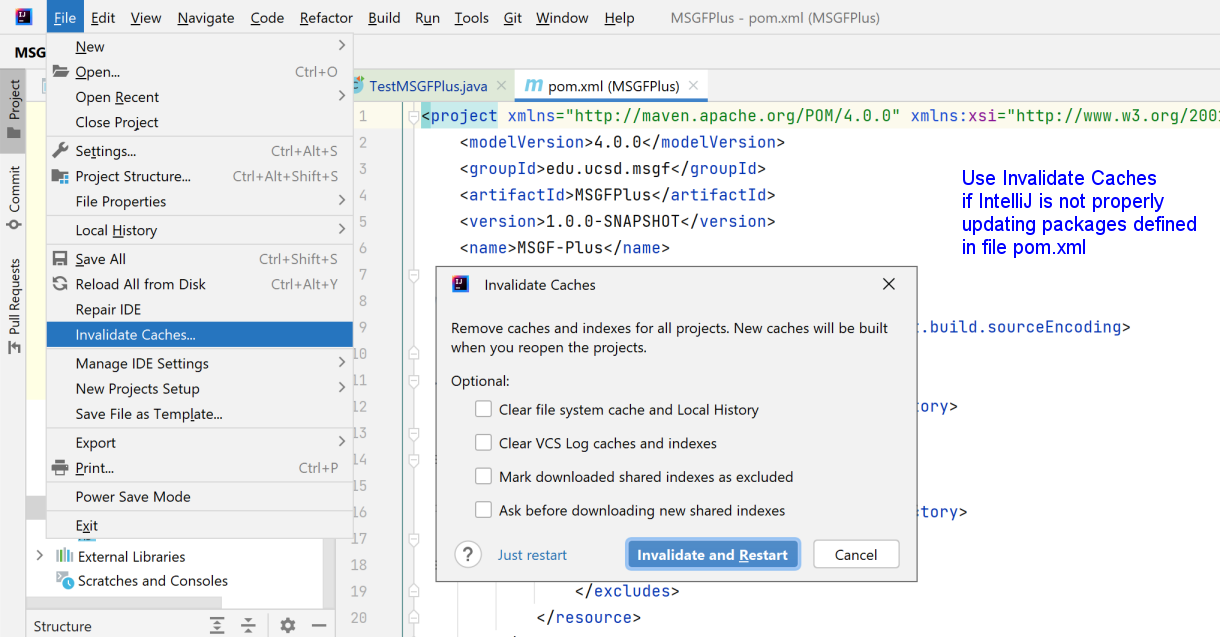 File Edit View Navigate Code Refactor Build Run Tools Git Window Help MSGFPlus - pom.xml (MSGFPlus)
MSG
New
Open... Ctrl+O
Open Recent
Close Project
Settings... Ctrl+Alt+S
Project Structure... Ctrl+Alt+Shift+S
File Properties
Local History
Save All Ctrl+Shift+S
Reload All from Disk Ctrl+Alt+Y
Repair IDE
Invalidate Caches...
Manage IDE Settings
New Projects Setup
Save File as Template...
Export
Print... Ctrl+P
Power Save Mode
Exit
Project
Commit
Pull Requests
External Libraries
Scratches and Consoles
Structure
TestMSGFPlus.java pom.xml (MSGFPlus)
1 <project xmlns="http://maven.apache.org/POM/4.0.0" xmlns:xsi="http://www.w3.org/2001
2 <modelVersion>4.0.0</modelVersion>
3 <groupId>edu.ucsd.msgf</groupId>
4 <artifactId>MSGFPlus</artifactId>
5 <version>1.0.0-SNAPSHOT</version>
6 <name>MSGF-Plus</name>
7
8
9 .build.sourceEncoding>
10
11
12 ory>
13
14
15
16 tory>
17
18
19 </excludes>
20 </resource>
Use Invalidate Caches
if IntelliJ is not properly
updating packages defined
in file pom.xml
Invalidate Caches
Remove caches and indexes for all projects. New caches will be built
when you reopen the projects.
Optional:
Clear file system cache and Local History
Clear VCS Log caches and indexes
Mark downloaded shared indexes as excluded
Ask before downloading new shared indexes
? Just restart Invalidate and Restart Cancel